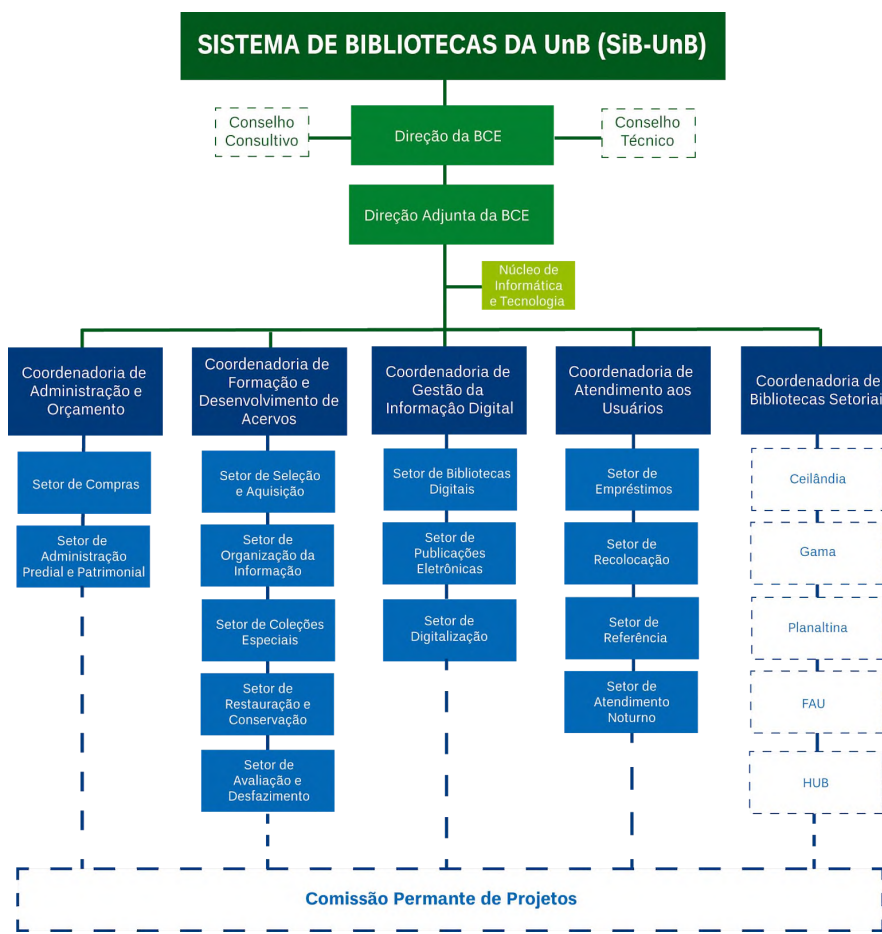 SISTEMA DE BIBLIOTECAS DA UnB (SiB-UnB)
Conselho
Consultivo
Direção da BCE
Conselho
Técnico
Direção Adjunta da BCE
Núcleo de
Informática
e Tecnologia
Coordenadoria de
Administração e
Orçamento
Coordenadoria de
Formação e
Desenvolvimento de
Acervos
Coordenadoria de
Gestão da
Informaçâo Digital
Coordenadoria de
Atendimento aos
Usuários
Coordenadoria de
Bibliotecas Setoriais
Setor de Compras
Setor de
Administração
Predial e Patrimonial
Setor de Seleção
e Aquisição
Setor de
Organização da
Informação
Setor de Coleções
Especiais
Setor de
Restauração e
Conservação
Setor de
Avaliação e
Desfazimento
Setor de Bibliotecas
Digitais
Setor de
Publicações
Eletrônicas
Setor de
Digitalização
Setor de
Empréstimos
Setor de
Recolocação
Setor de
Referência
Setor de
Atendimento
Noturno
Ceilândia
Gama
Planaltina
FAU
HUB
Comissão Permante de Projetos